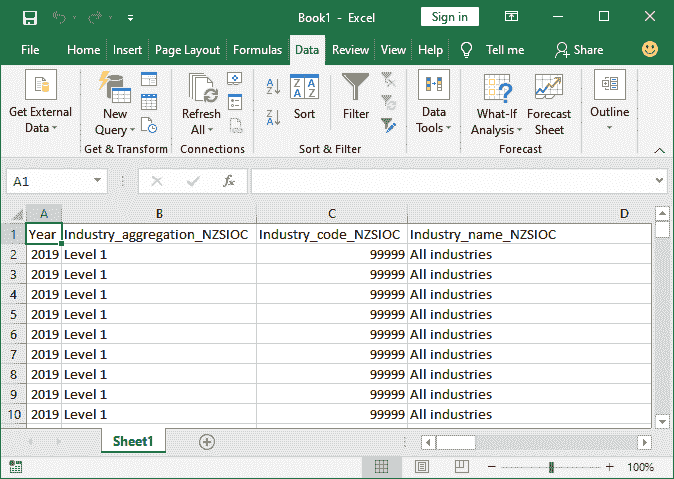 Book1 - Excel
Sign in
File Home Insert Page Layout Formulas Data Review View Help Tell me Share
Get External Data
New Query
Refresh All
Sort
Filter
Data Tools
What-If Analysis
Forecast Sheet
Outline
Get & Transform Connections Sort & Filter Forecast
A1 fx
A B C D
1 Year Industry_aggregation_NZSIOC Industry_code_NZSIOC Industry_name_NZSIOC
2 2019 Level 1 99999 All industries
3 2019 Level 1 99999 All industries
4 2019 Level 1 99999 All industries
5 2019 Level 1 99999 All industries
6 2019 Level 1 99999 All industries
7 2019 Level 1 99999 All industries
8 2019 Level 1 99999 All industries
9 2019 Level 1 99999 All industries
10 2019 Level 1 99999 All industries
Sheet1
100%